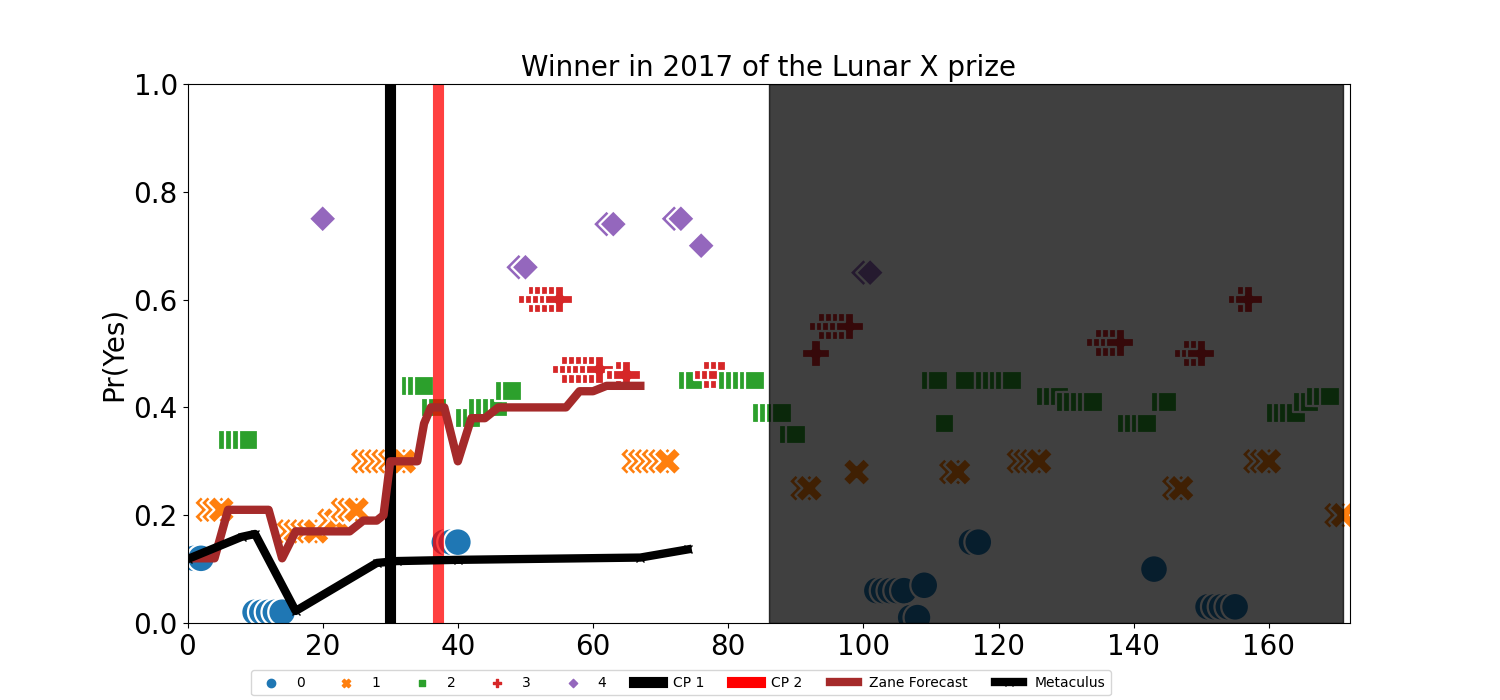 Winner in 2017 of the Lunar X prize
1.0
0.8
0.6
0.4
0.2
0.0
Pr(Yes)
0 20 40 60 80 100 120 140 160
0 1 2 3 4 CP 1 CP 2 Zane Forecast Metaculus